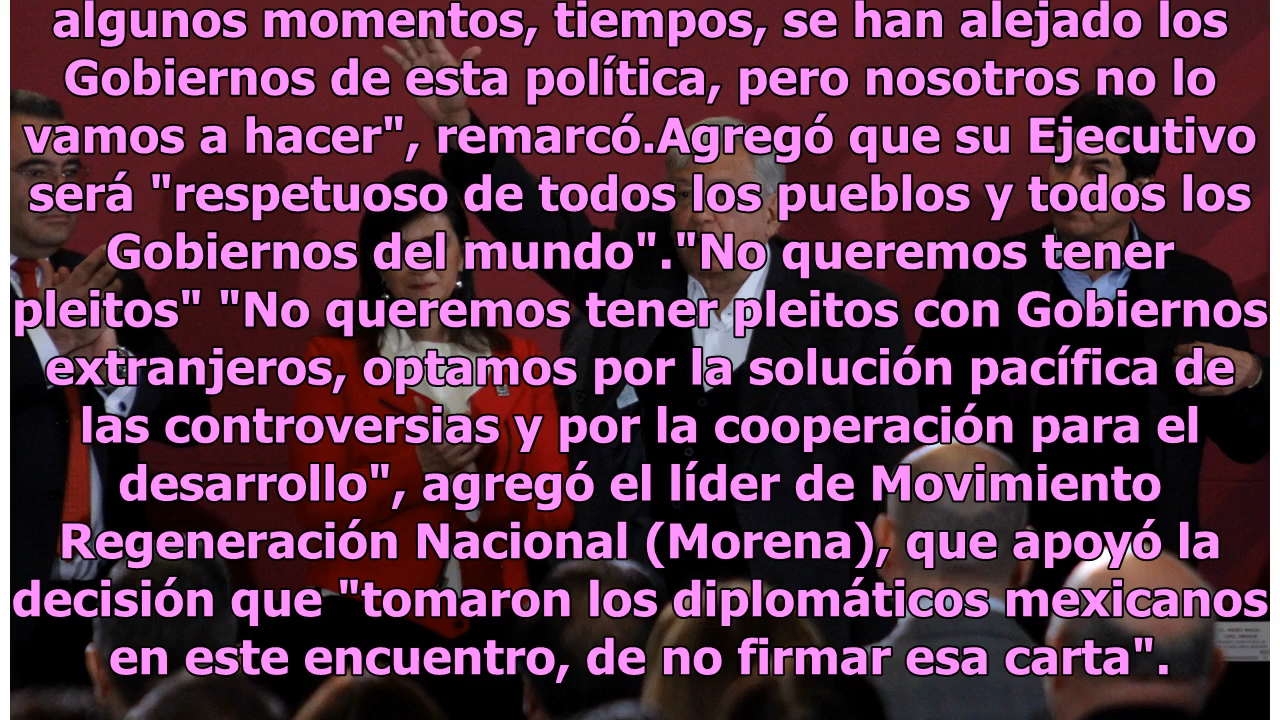 algunos momentos, tiempos, se han alejado los
Gobiernos de esta política, pero nosotros no lo
vamos a hacer", remarcó.Agregó que su Ejecutivo
será "respetuoso de todos los pueblos y todos los
Gobiernos del mundo"."No queremos tener
pleitos" "No queremos tener pleitos con Gobiernos
extranjeros, optamos por la solución pacífica de
las controversias y por la cooperación para el
desarrollo", agregó el líder de Movimiento
Regeneración Nacional (Morena), que apoyó la
decisión que "tomaron los diplomáticos mexicanos
en este encuentro, de no firmar esa carta".